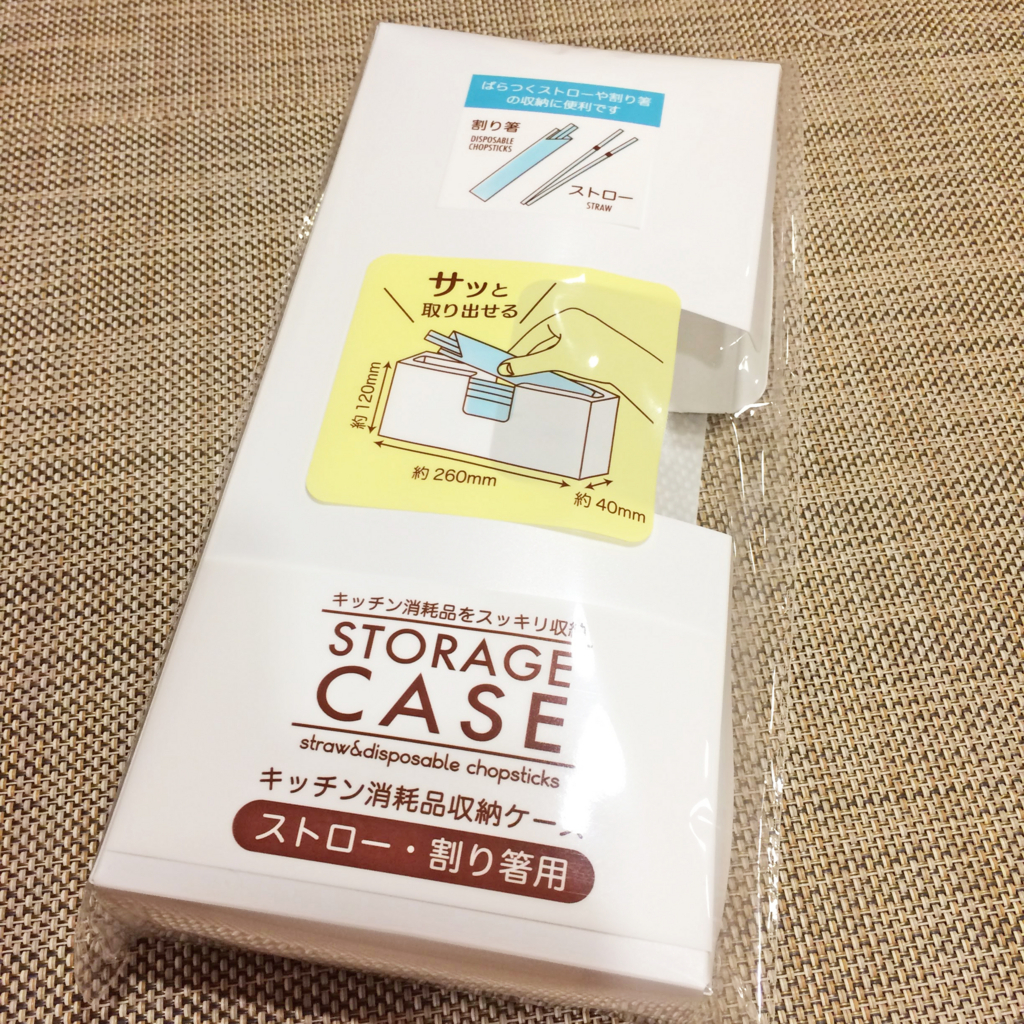 ばらつくストローや割り箸
の収納に便利です
割り箸
DISPOSABLE
CHOPSTICKS
ストロー
STRAW
サッと
取り出せる
約120mm
約260mm
約40mm
キッチン消耗品をスッキリ収納
STORAGE
CASE
straw&disposable chopsticks
キッチン消耗品収納ケース
ストロー・割り箸用